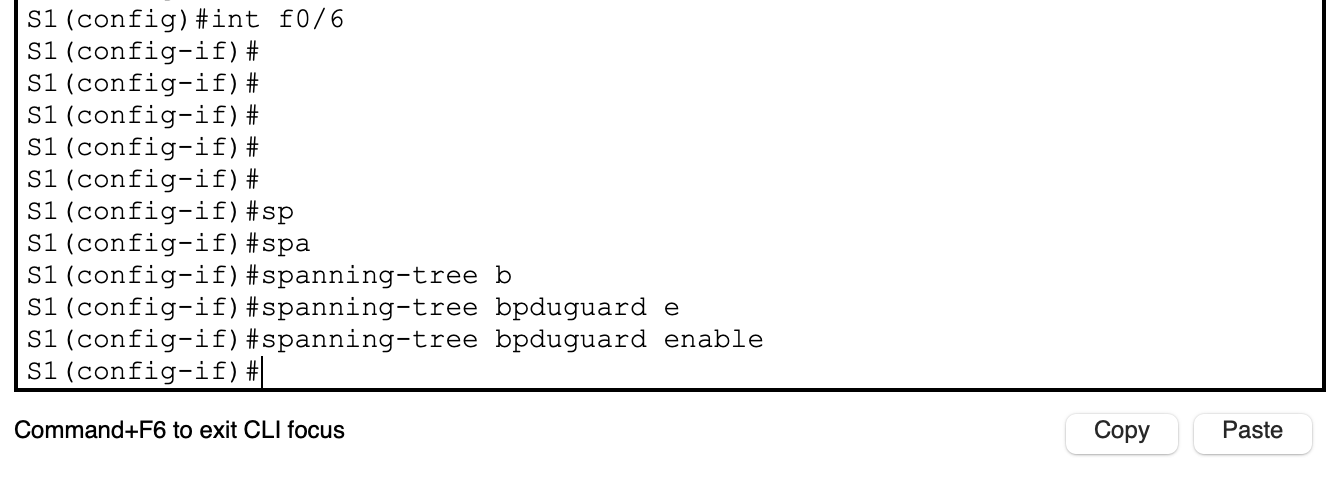 S1(config)#int f0/6
S1(config-if)#
S1(config-if)#
S1(config-if)#
S1(config-if)#
S1(config-if)#
S1(config-if)#sp
S1(config-if)#spa
S1(config-if)#spanning-tree b
S1(config-if)#spanning-tree bpduguard e
S1(config-if)#spanning-tree bpduguard enable
S1(config-if)#
Command+F6 to exit CLI focus
Copy
Paste